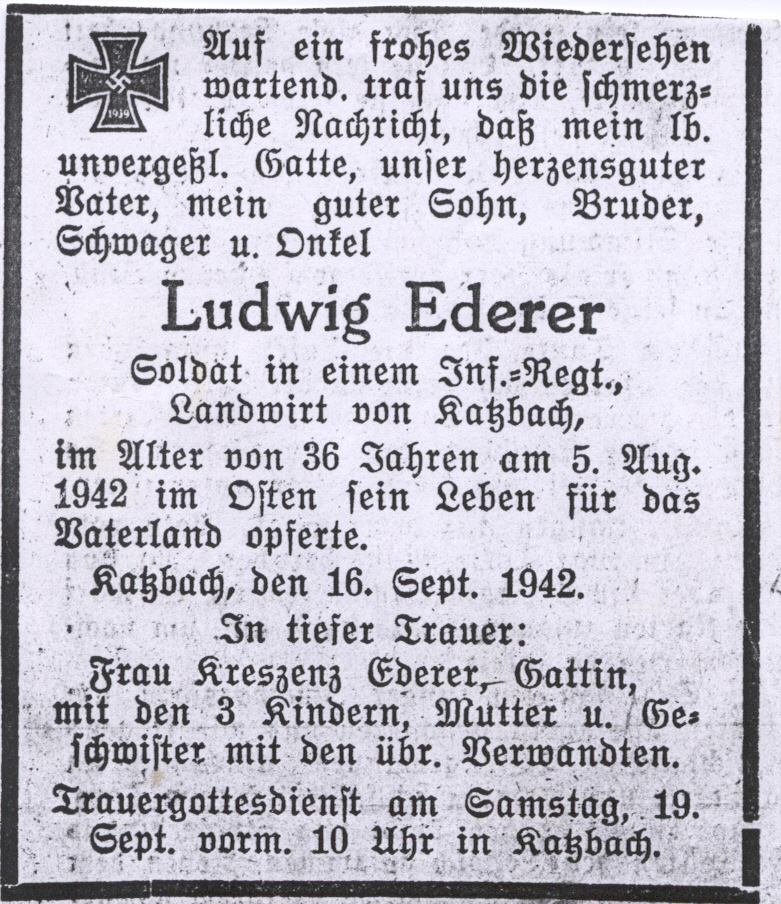 1939
Auf ein frohes Wiedersehen
wartend. traf uns die schmerz=
liche Nachricht, daß mein lb.
unvergeßl. Gatte, unser herzensguter
Vater, mein guter Sohn, Bruder,
Schwager u. Onkel
Ludwig Ederer
Soldat in einem Inf.=Regt.,
Landwirt von Katzbach,
im Alter von 36 Jahren am 5. Aug.
1942 im Osten sein Leben für das
Vaterland opferte.
Katzbach, den 16. Sept. 1942.
In tiefer Trauer:
Frau Kreszenz Ederer, Gattin,
mit den 3 Kindern, Mutter u. Ge=
schwister mit den übr. Verwandten.
Trauergottesdienst am Samstag, 19.
Sept. vorm. 10 Uhr in Katzbach.